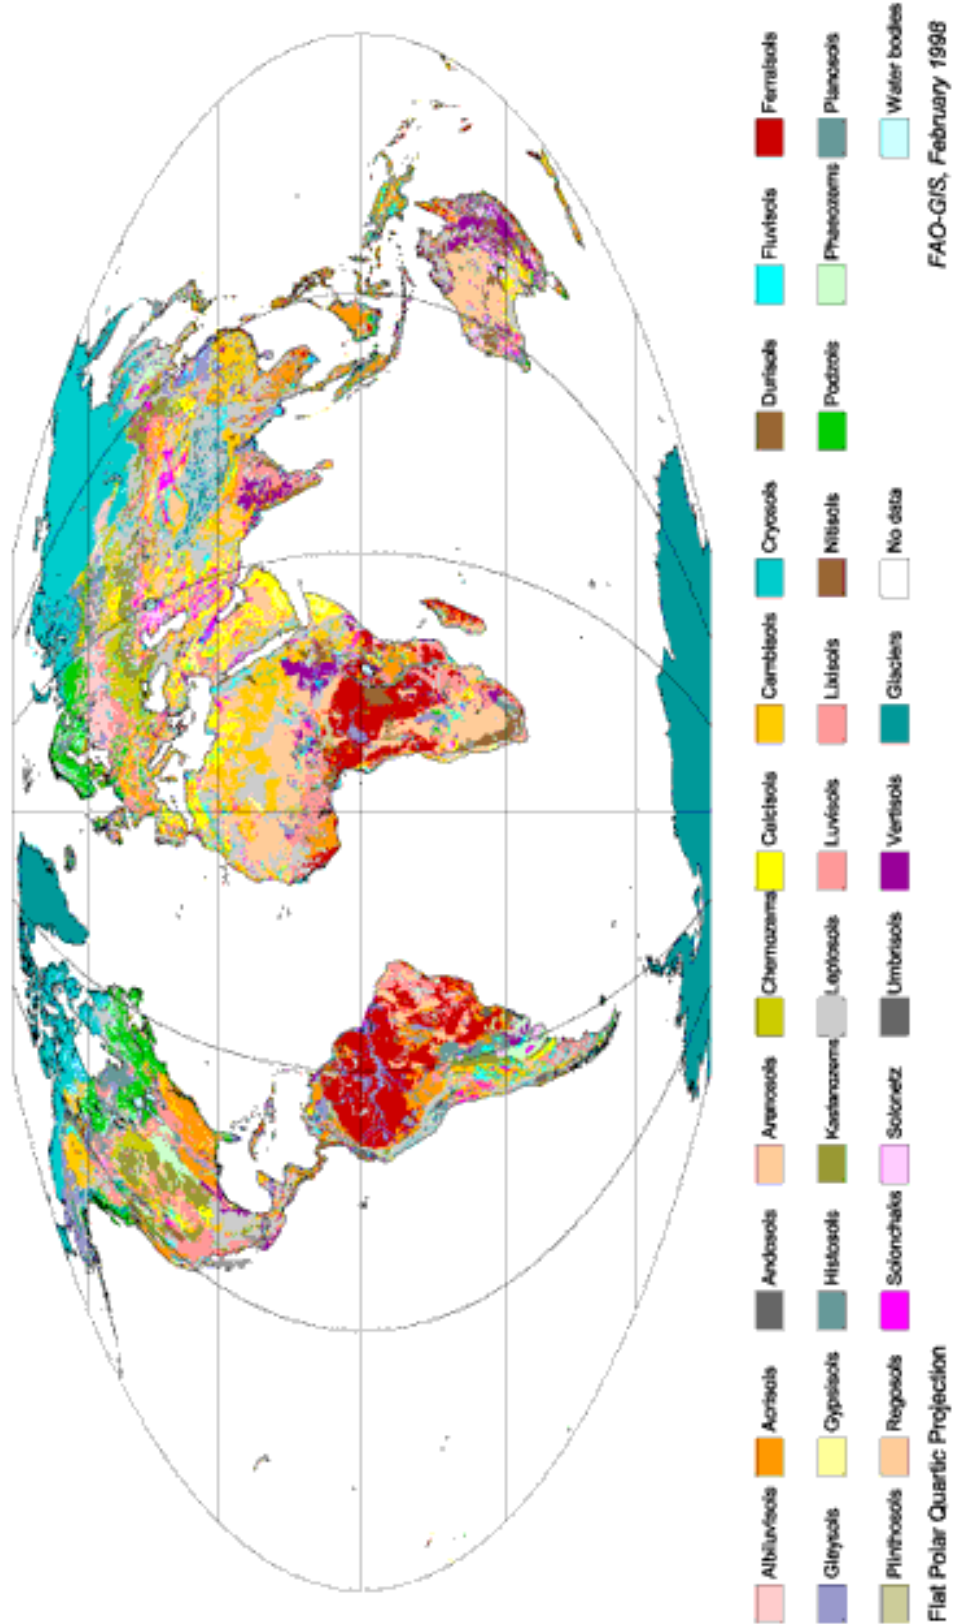 Albiluvisols Acrisols Andosols Arenosols Chernozems Calcisols Cambisols Cryosols Durisols Fluvisols Ferralsols
Gleysols Gypsisols Histosols Kastanozems Leptosols Luvisols Lixisols Nitisols Podzols Phaeozems Planosols
Plinthosols Regosols Solonchaks Solonetz Umbrisols Vertisols Glaciers No data Water bodies
Flat Polar Quartic Projection FAO-GIS, February 1998